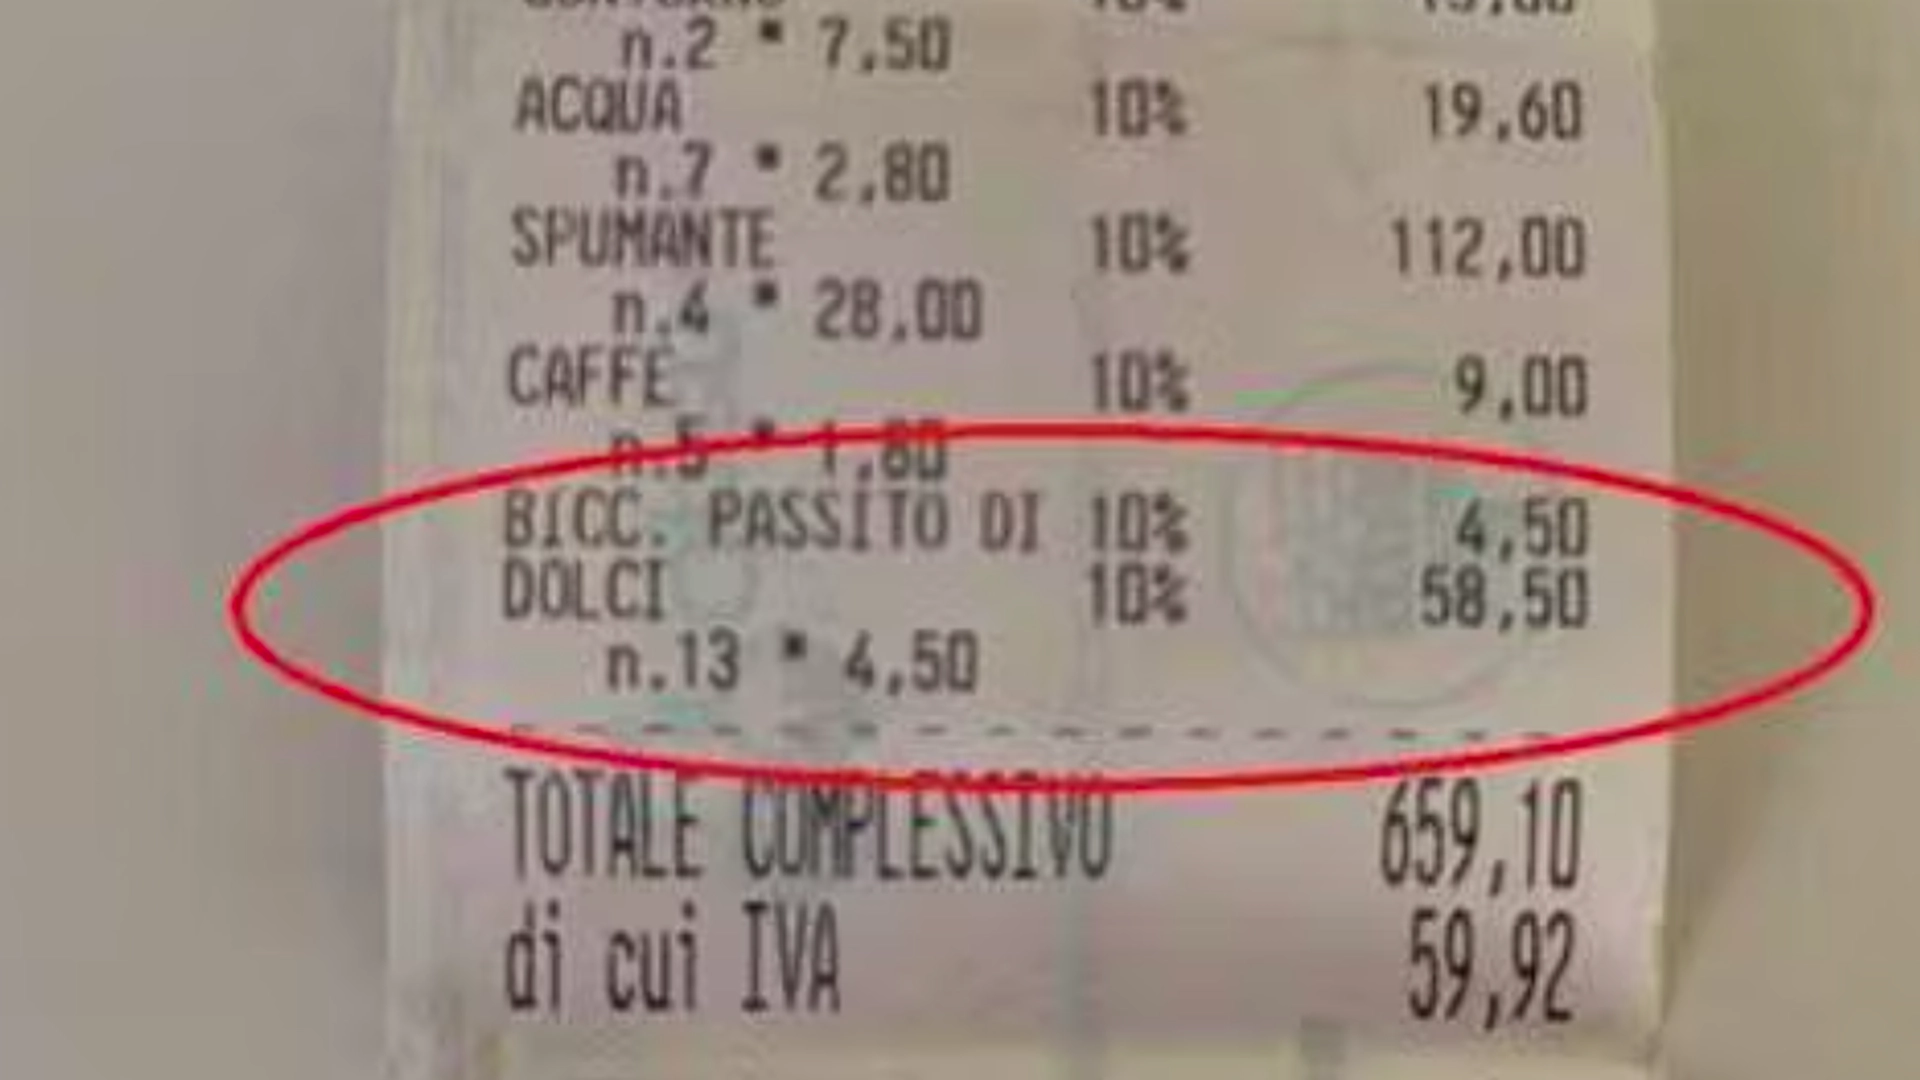 n.2 * 7,50
ACQUA 10% 19,60
n.7 * 2,80
SPUMANTE 10% 112,00
n.4 * 28,00
CAFFE 10% 9,00
n.5 * 1,80
BICC. PASSITO DI 10% 4,50
DOLCI 10% 58,50
n.13 * 4,50
TOTALE COMPLESSIVO 659,10
di cui IVA 59,92